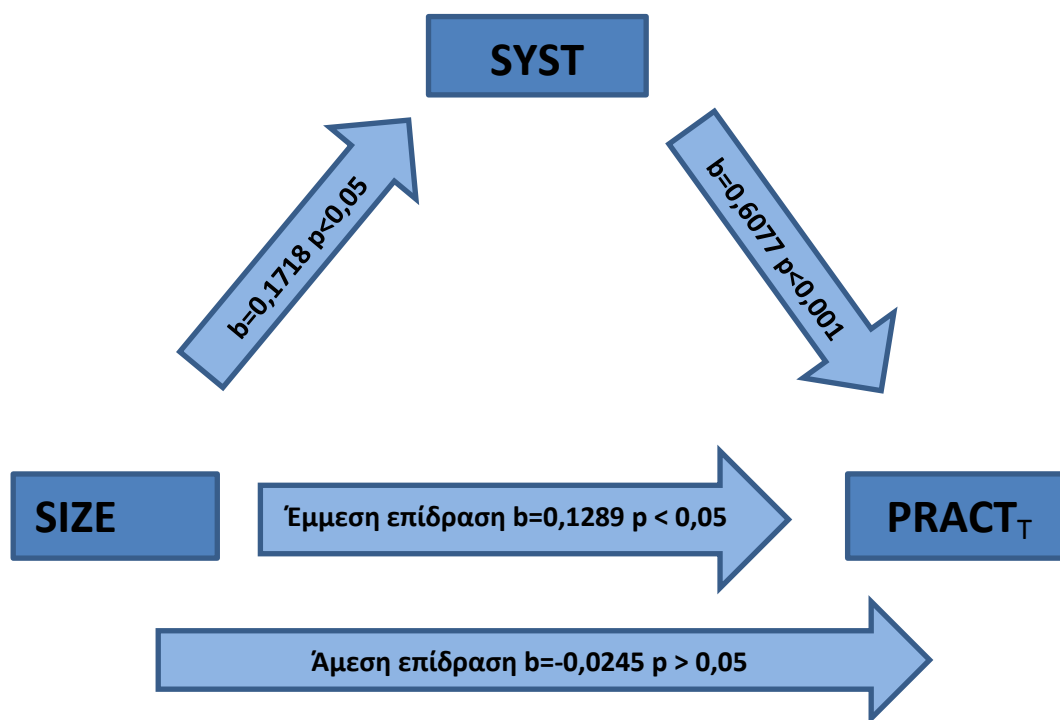 SYST
b=0,1718 p<0,05
b=0,6077 p<0,001
SIZE
Έμμεση επίδραση b=0,1289 p < 0,05
PRACT_T
Άμεση επίδραση b=-0,0245 p > 0,05